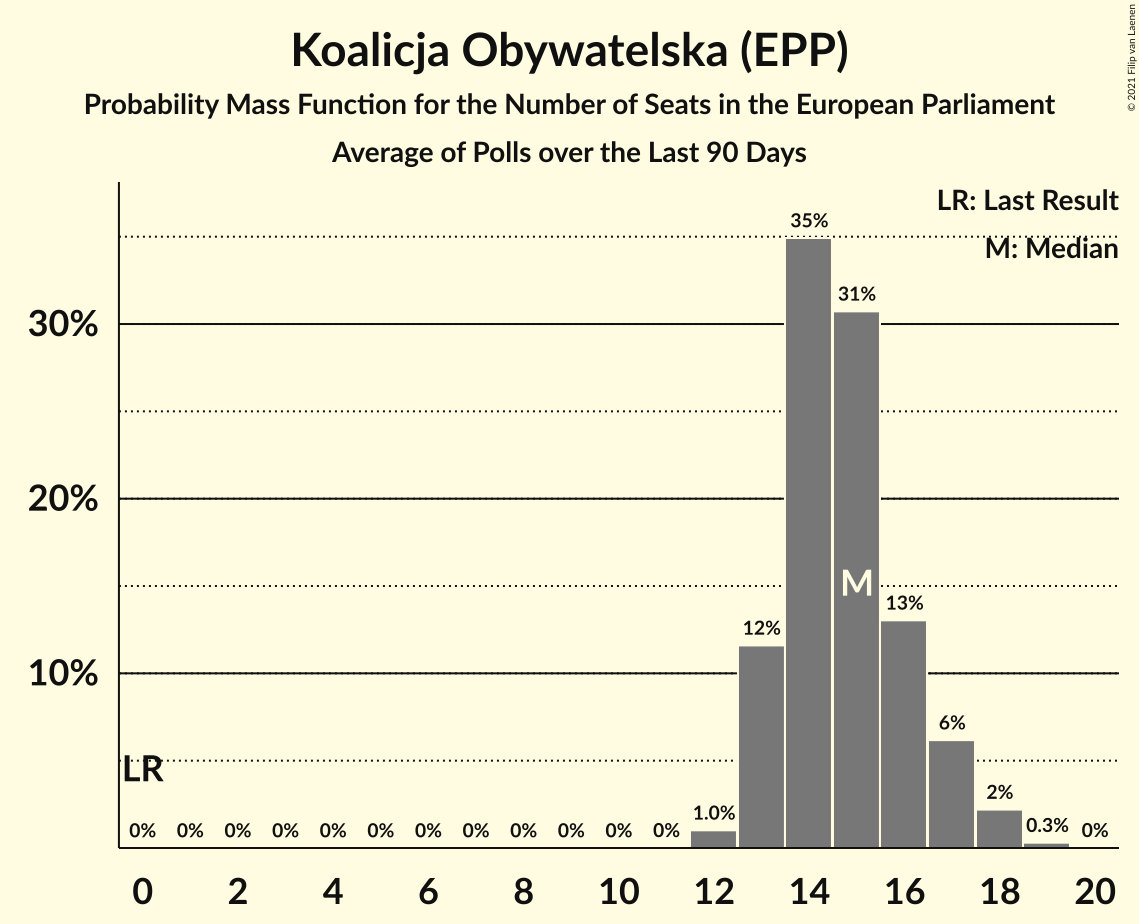 Koalicja Obywatelska (EPP)
Probability Mass Function for the Number of Seats in the European Parliament
Average of Polls over the Last 90 Days
© 2021 Filip van Laenen
LR: Last Result
M: Median
35%
31%
30%
20%
M
13%
12%
10%
6%
LR
2%
1.0%
0.3%
0% 0% 0% 0% 0% 0% 0% 0% 0% 0% 0% 0% 0%
0 2 4 6 8 10 12 14 16 18 20